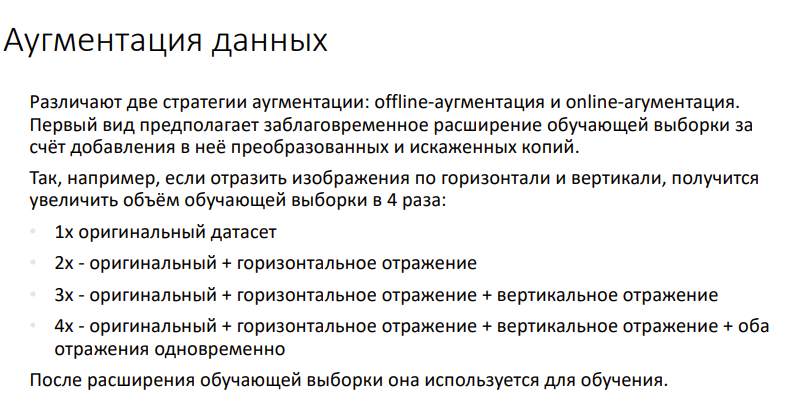 Аугментация данных
Различают две стратегии аугментации: offline-аугментация и online-агументация.
Первый вид предполагает заблаговременное расширение обучающей выборки за
счёт добавления в неё преобразованных и искаженных копий.
Так, например, если отразить изображения по горизонтали и вертикали, получится
увеличить объём обучающей выборки в 4 раза:
• 1x оригинальный датасет
• 2x - оригинальный + горизонтальное отражение
• 3x - оригинальный + горизонтальное отражение + вертикальное отражение
• 4x - оригинальный + горизонтальное отражение + вертикальное отражение + оба
отражения одновременно
После расширения обучающей выборки она используется для обучения.